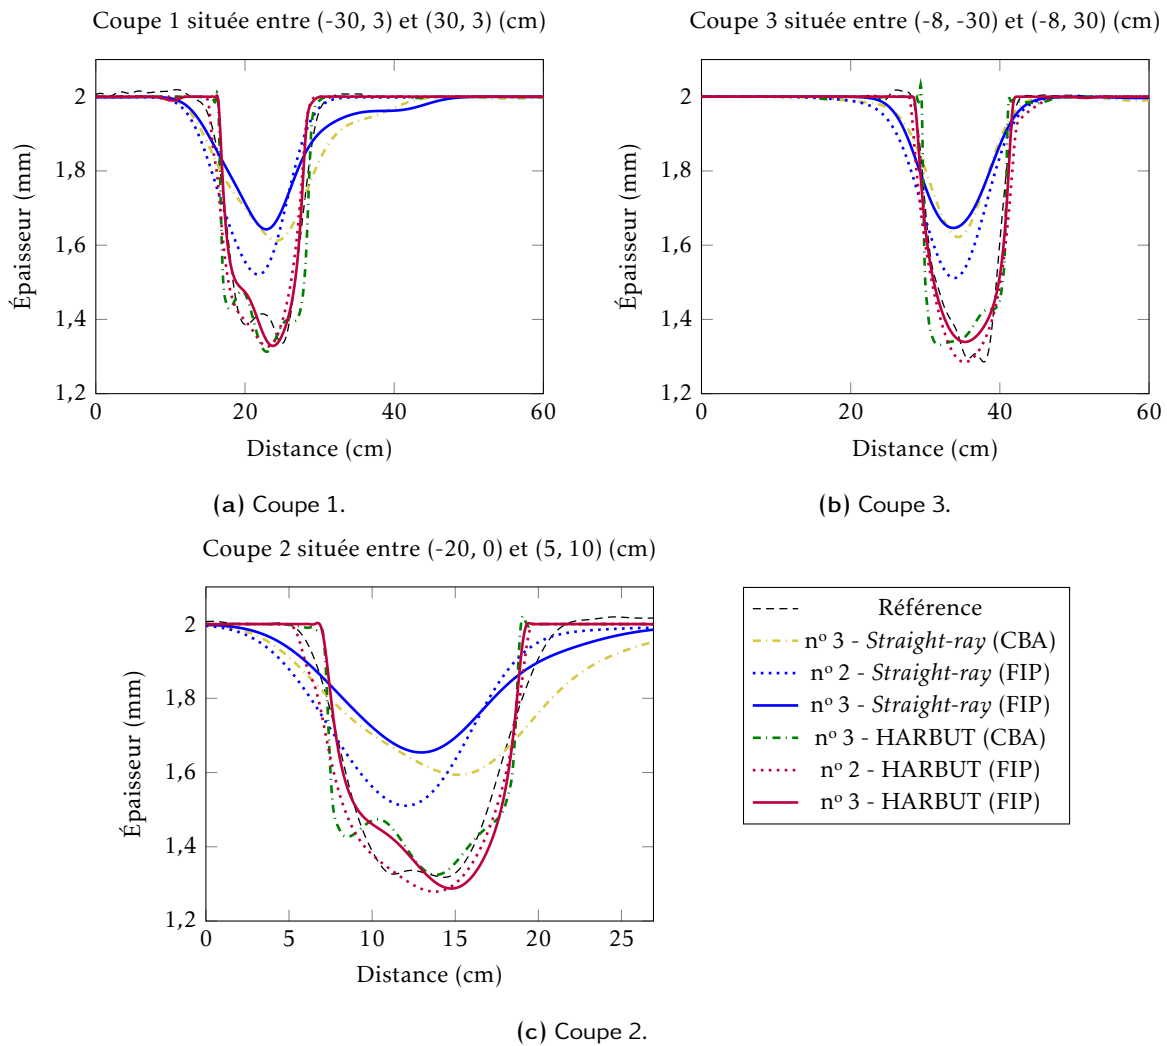 Coupe 1 située entre (-30, 3) et (30, 3) (cm)
2
1,8
1,6
1,4
1,2
0
20
40
60
Épaisseur (mm)
Distance (cm)
(a) Coupe 1.
Coupe 3 située entre (-8, -30) et (-8, 30) (cm)
2
1,8
1,6
1,4
1,2
0
20
40
60
Épaisseur (mm)
Distance (cm)
(b) Coupe 3.
Coupe 2 située entre (-20, 0) et (5, 10) (cm)
2
1,8
1,6
1,4
1,2
0
5
10
15
20
25
Épaisseur (mm)
Distance (cm)
(c) Coupe 2.
Référence
nº 3 - Straight-ray (CBA)
nº 2 - Straight-ray (FIP)
nº 3 - Straight-ray (FIP)
nº 3 - HARBUT (CBA)
nº 2 - HARBUT (FIP)
nº 3 - HARBUT (FIP)